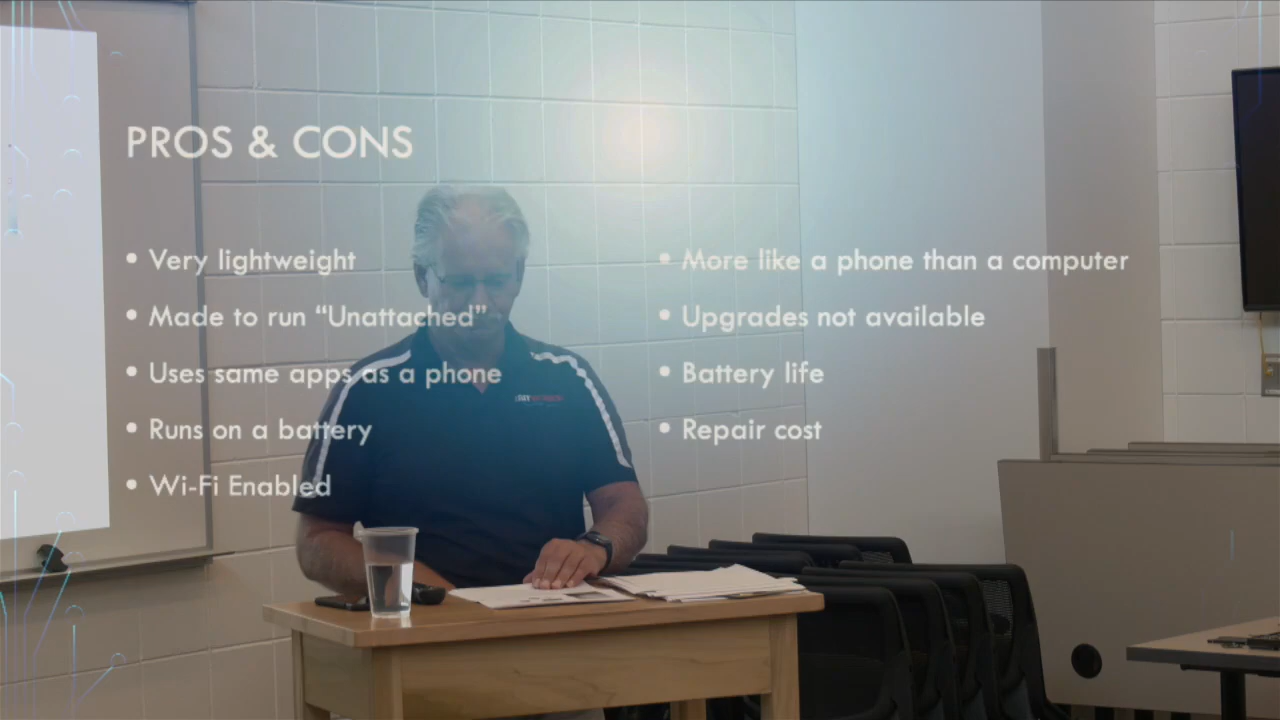 PROS & CONS
• Very lightweight
• Made to run “Unattached”
• Uses same apps as a phone
• Runs on a battery
• Wi-Fi Enabled
• More like a phone than a computer
• Upgrades not available
• Battery life
• Repair cost